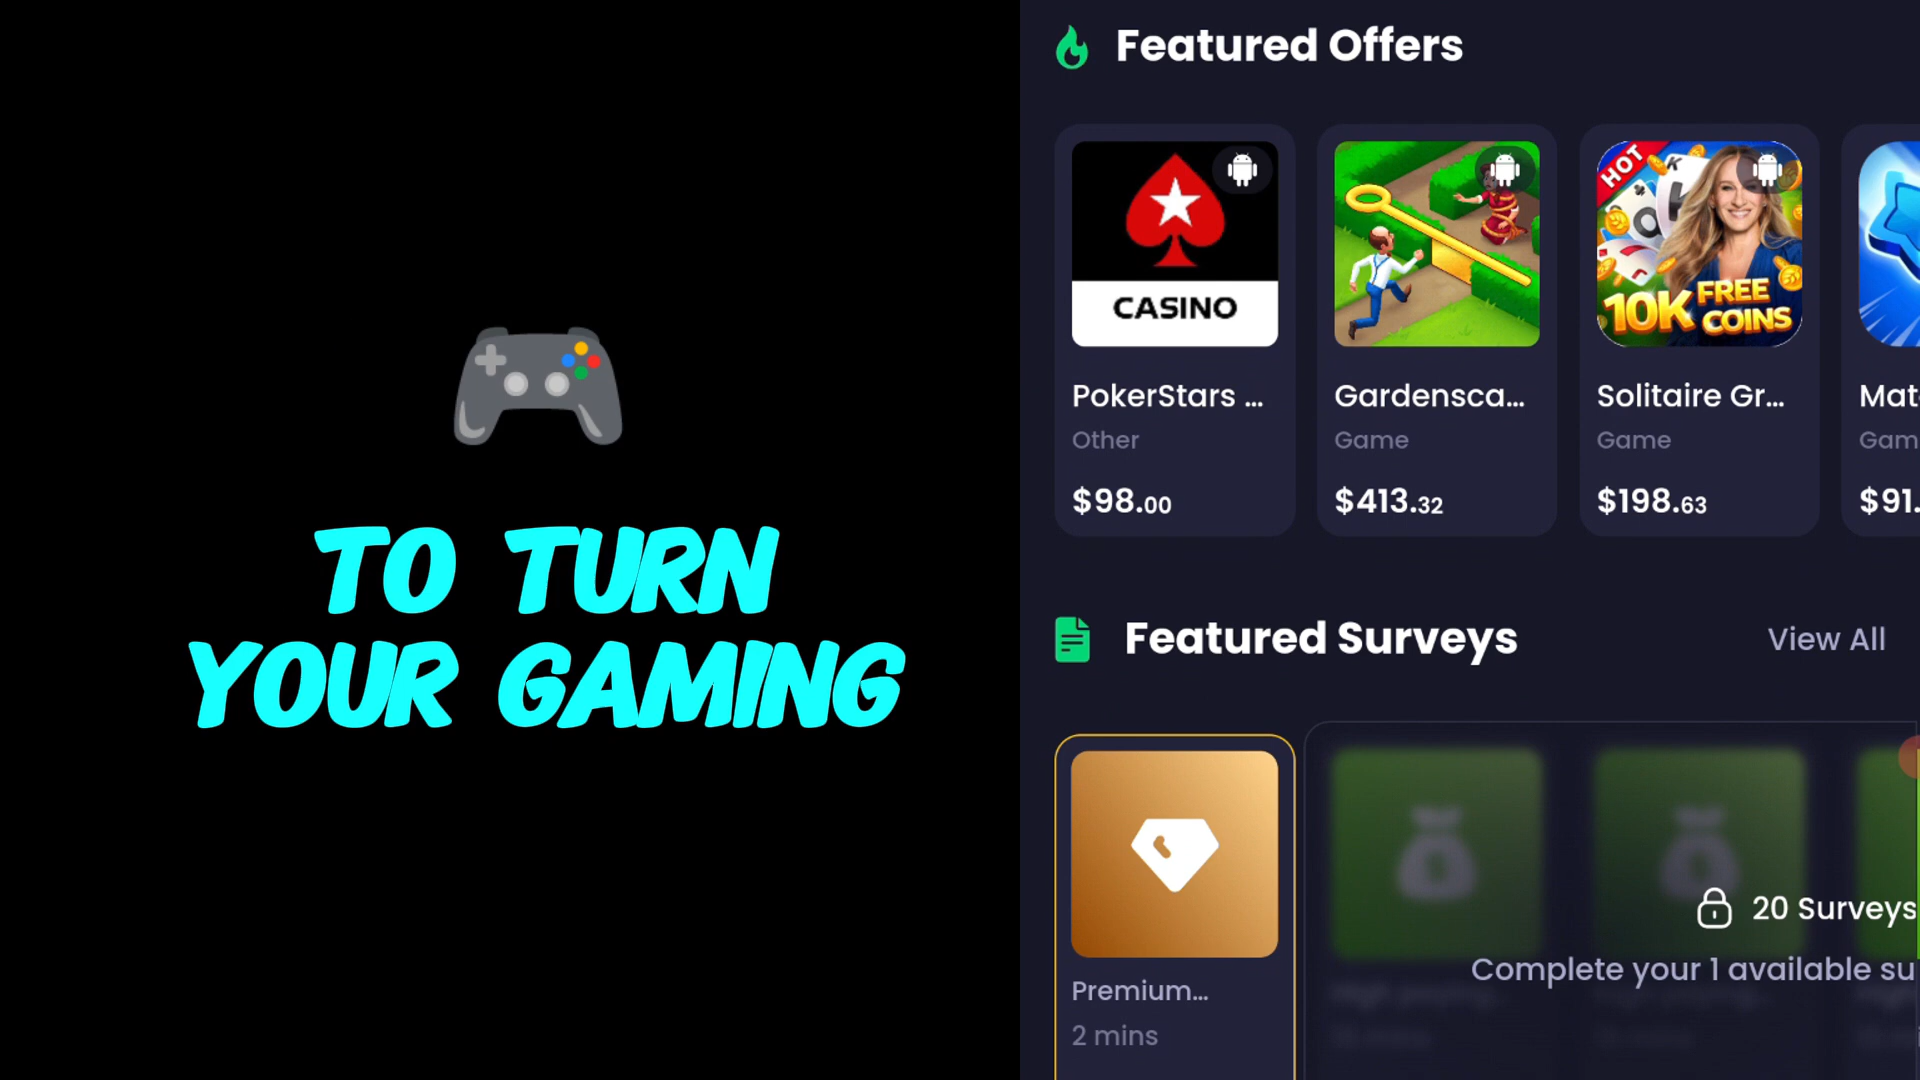 TO TURN
YOUR GAMING
Featured Offers
CASINO
HOT
10K FREE
COINS
PokerStars ...
Gardensca...
Solitaire Gr...
Mat
Other
Game
Game
Gam
$98.00
$413.32
$198.63
$91.
Featured Surveys
View All
20 Surveys
Complete your 1 available su
Premium...
2 mins